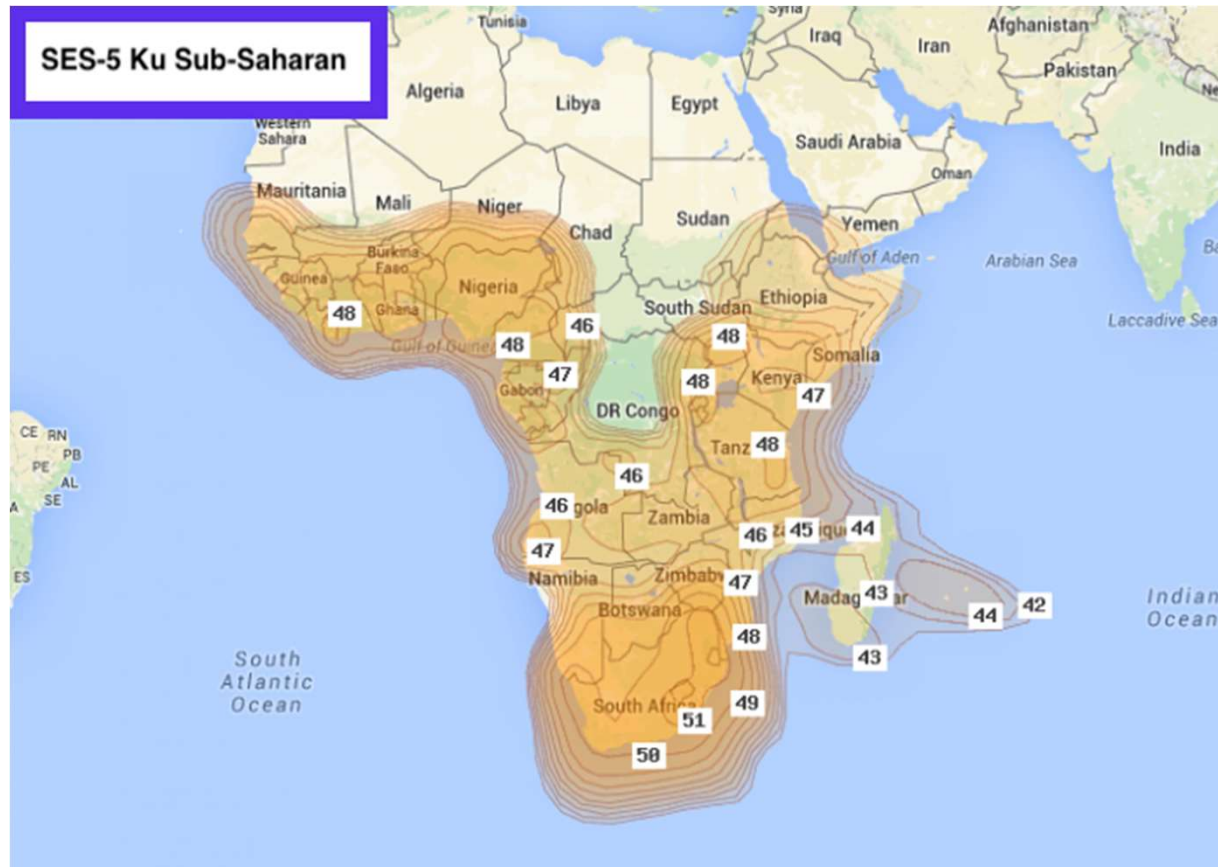 SES-5 Ku Sub-Saharan
Tunisia
Iraq
Iran
Afghanistan
Pakistan
Algeria
Libya
Egypt
Western
Sahara
Saudi Arabia
India
Oman
Mauritania
Mali
Niger
Chad
Sudan
Yemen
Gulf of Aden
Arabian Sea
Burkina
Faso
Guinea
Nigeria
Ghana
48
South Sudan
Ethiopia
Laccadive Sea
46
48
Gulf of Guine
48
Somalia
47
Gabon
48
Kenya
47
DR Congo
CE
RN
PB
PE
AL
SE
Tanz
48
46
46
gola
Zambia
46
45
44
47
Namibia
Zimbabw
47
Botswana
Madag
43
ar
44
42
Indian
Ocean
ES
48
43
South
Atlantic
Ocean
South Afric
49
51
50